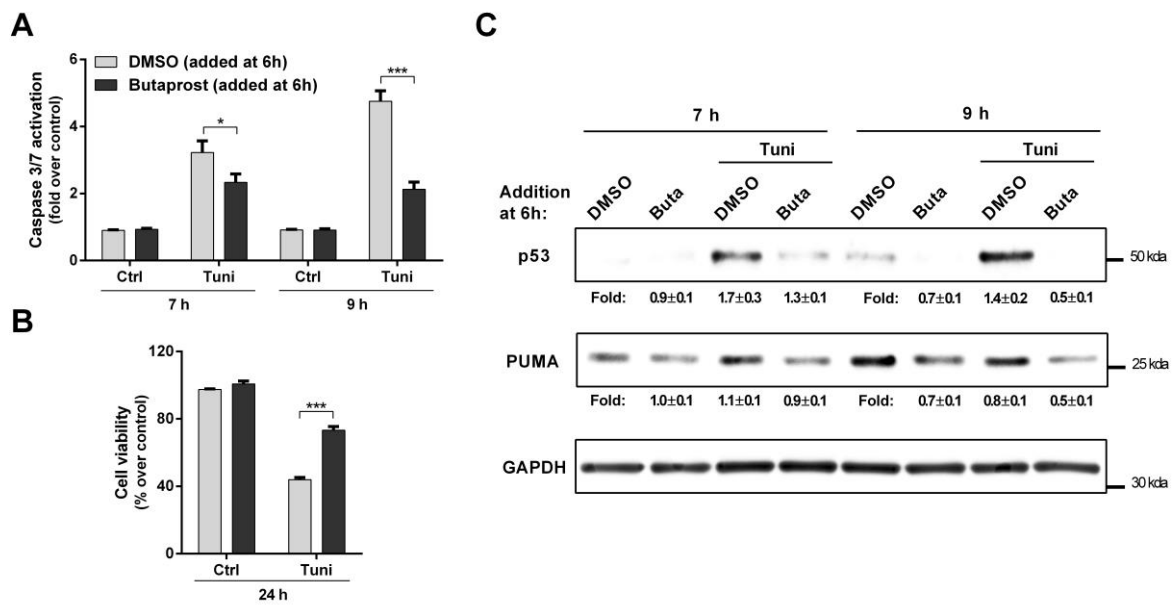 A
Caspase 3/7 activation
(fold over control)
6
4
2
0
DMSO (added at 6h)
Butaprost (added at 6h)
*
***
Ctrl Tuni Ctrl Tuni
7 h 9 h
B
Cell viability
(% over control)
120
80
40
0
***
Ctrl Tuni
24 h
C
7 h 9 h
Tuni Tuni
Addition
at 6h:
DMSO Buta DMSO Buta DMSO Buta DMSO Buta
p53 50 kda
Fold: 0.9±0.1 1.7±0.3 1.3±0.1 Fold: 0.7±0.1 1.4±0.2 0.5±0.1
PUMA 25 kda
Fold: 1.0±0.1 1.1±0.1 0.9±0.1 Fold: 0.7±0.1 0.8±0.1 0.5±0.1
GAPDH
30 kda